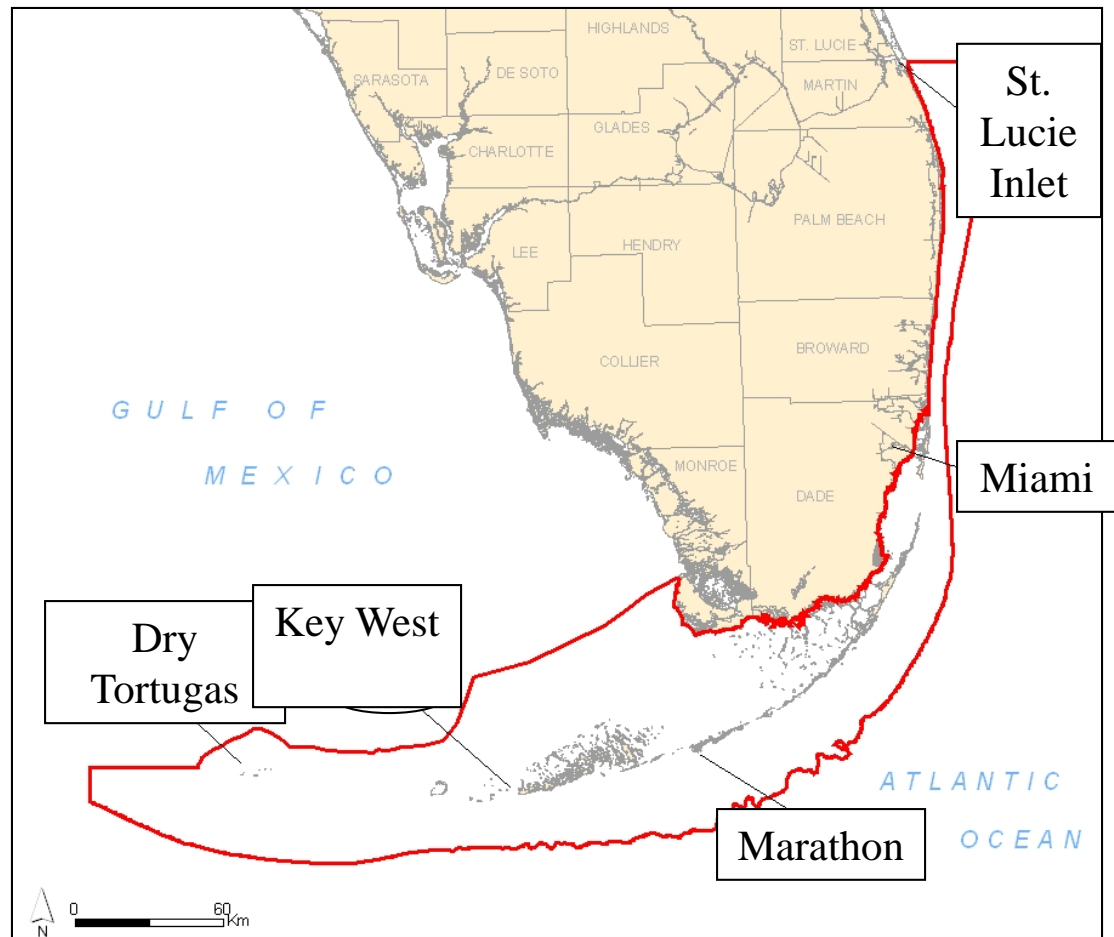 HIGHLANDS
ST. LUCIE
SARASOTA
DE SOTO
MARTIN
St.
Lucie
Inlet
GLADES
CHARLOTTE
PALM BEACH
LEE
HENDRY
BROWARD
COLLIER
GULF OF
MEXICO
MONROE
DADE
Miami
Key West
Dry
Tortugas
ATLANTIC
OCEAN
Marathon
N
0 60
Km